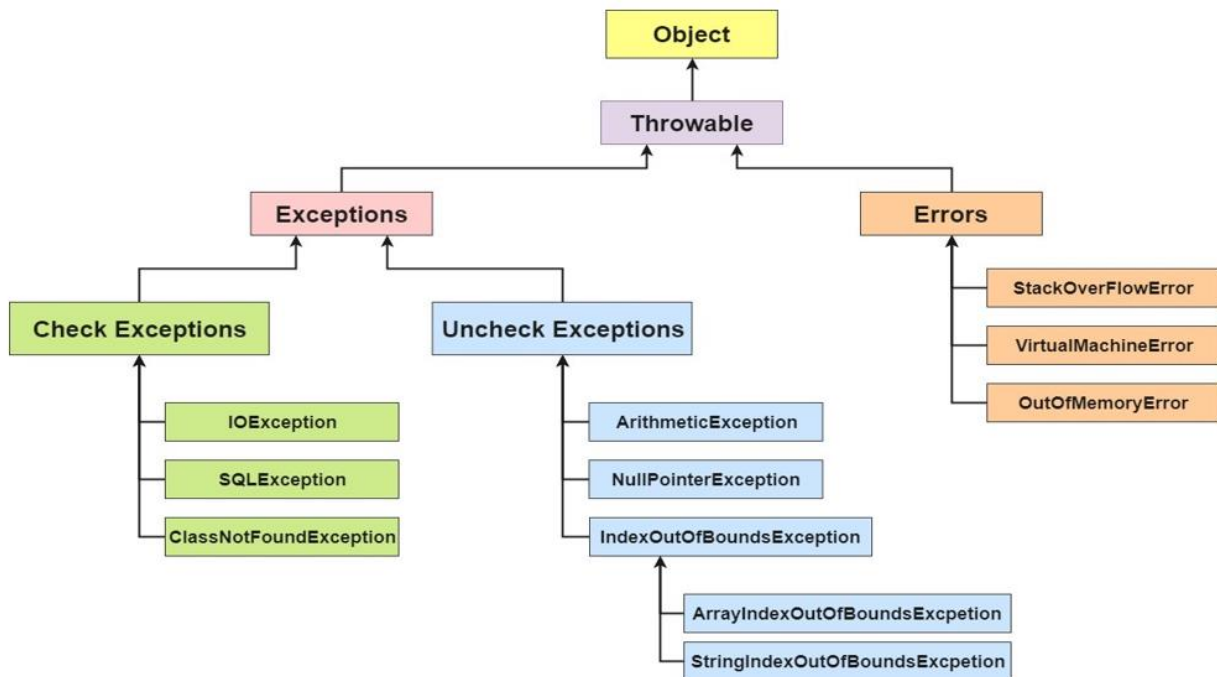 Object
Throwable
Exceptions
Errors
Check Exceptions
Uncheck Exceptions
StackOverFlowError
VirtualMachineError
OutOfMemoryError
IOException
SQLException
ClassNotFoundException
ArithmeticException
NullPointerException
IndexOutOfBoundsException
ArrayIndexOutOfBoundsExcpetion
StringIndexOutOfBoundsExcpetion